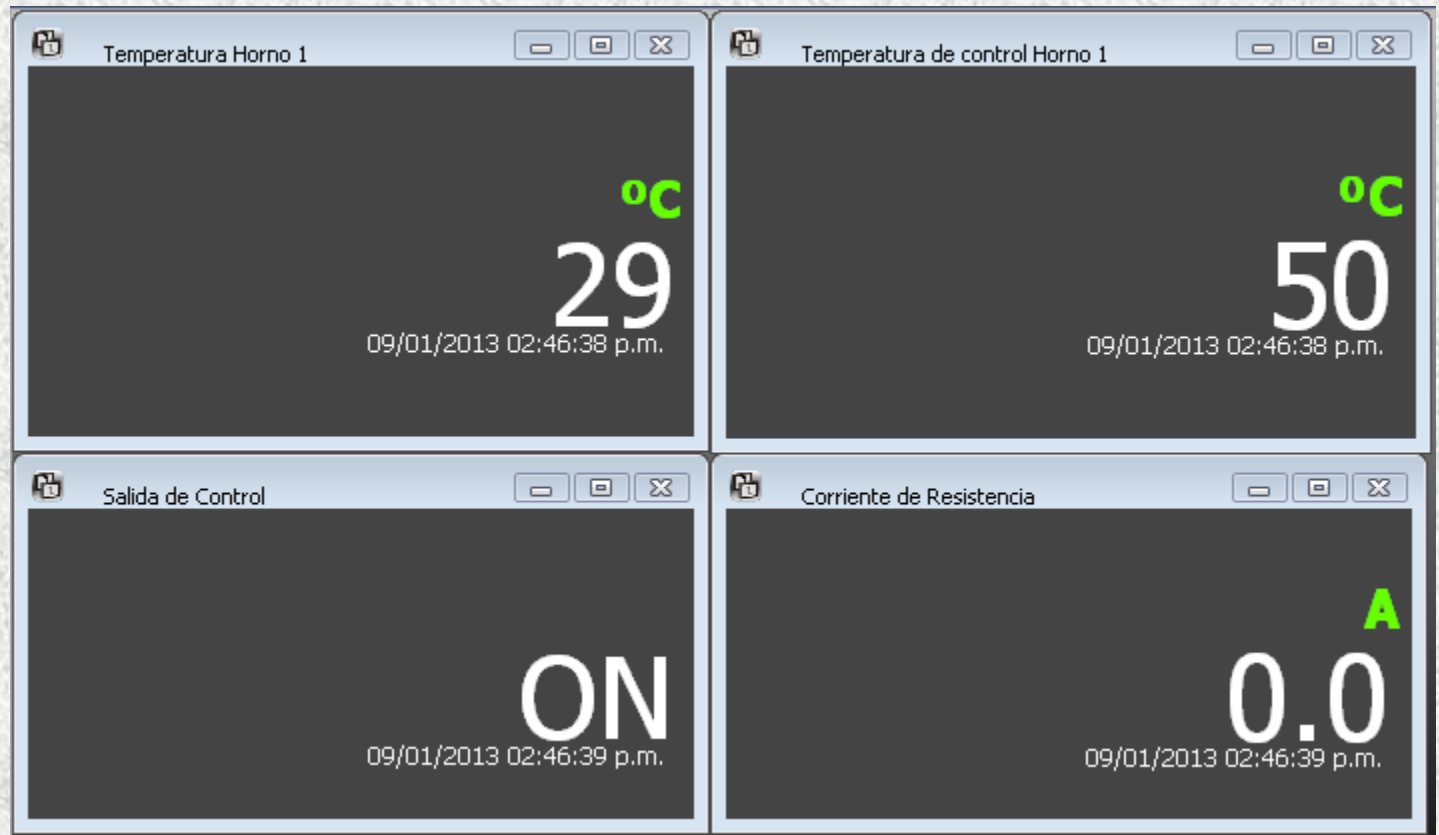 Temperatura Horno 1
ºC
29
09/01/2013 02:46:38 p.m.
Temperatura de control Horno 1
ºC
50
09/01/2013 02:46:38 p.m.
Salida de Control
ON
09/01/2013 02:46:39 p.m.
Corriente de Resistencia
A
0.0
09/01/2013 02:46:39 p.m.